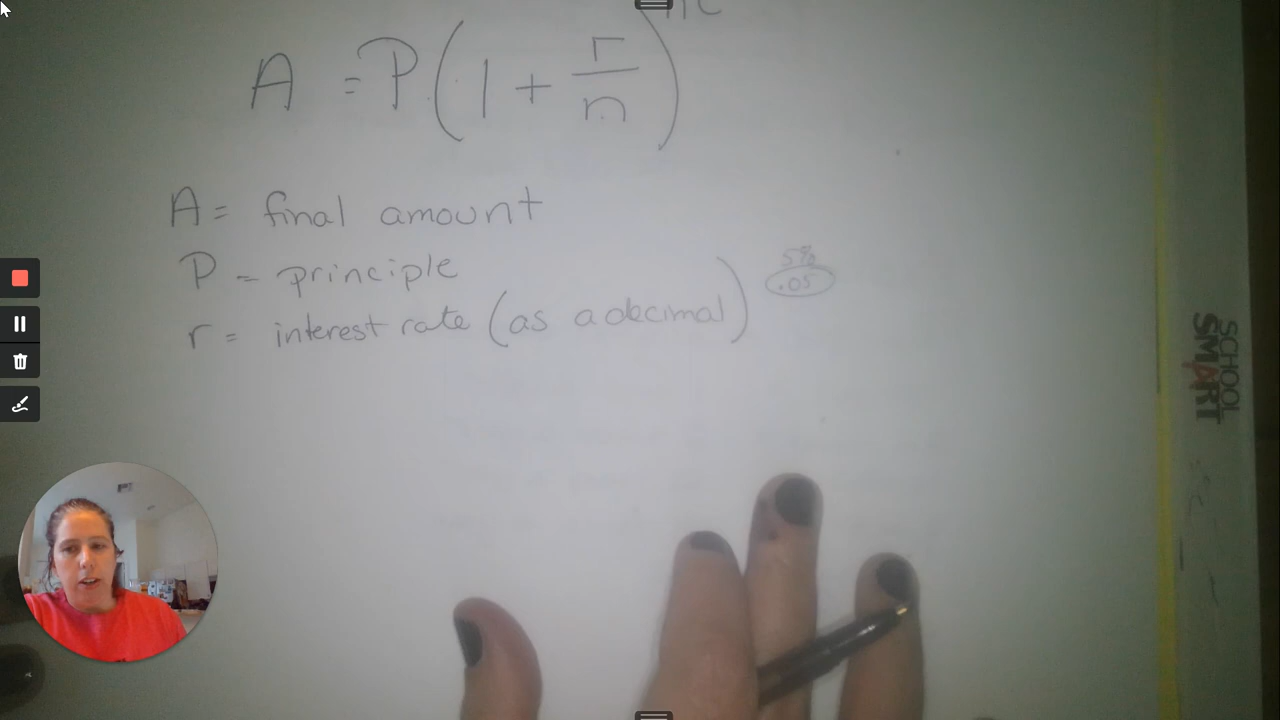 A = P(1 + r/n)
A = final amount
P = principle
r = interest rate (as a decimal)
5%
.05
SCHOOL
SMART